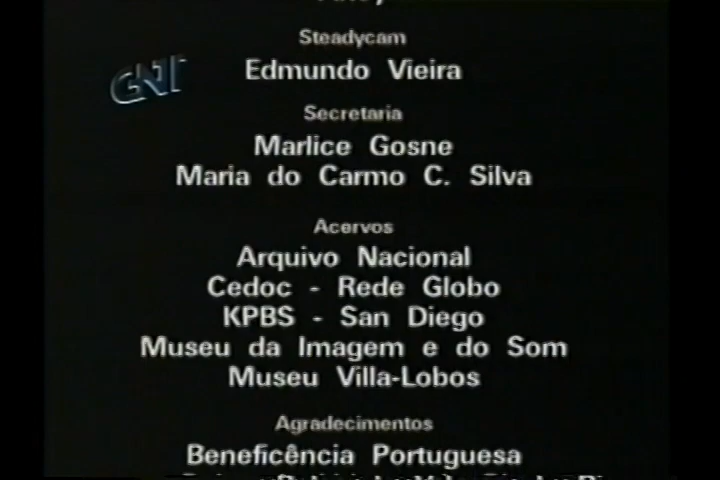 Steadycam
GNT
Edmundo Vieira
Secretaria
Marlice Gosne
Maria do Carmo C. Silva
Acervos
Arquivo Nacional
Cedoc - Rede Globo
KPBS - San Diego
Museu da Imagem e do Som
Museu Villa-Lobos
Agradecimentos
Beneficência Portuguesa